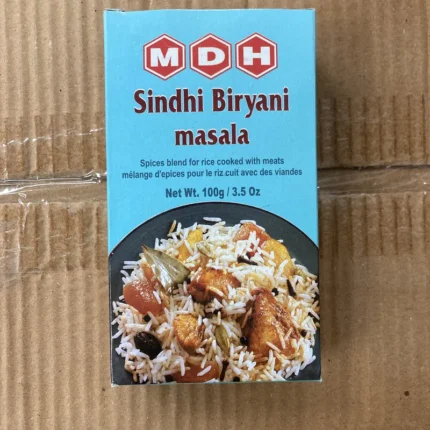 MDH
Sindhi Biryani
masala
Spices blend for rice cooked with meats
mélange d'epices pour le riz.cuit avec des viandes
Net Wt. 100g / 3.5 Oz